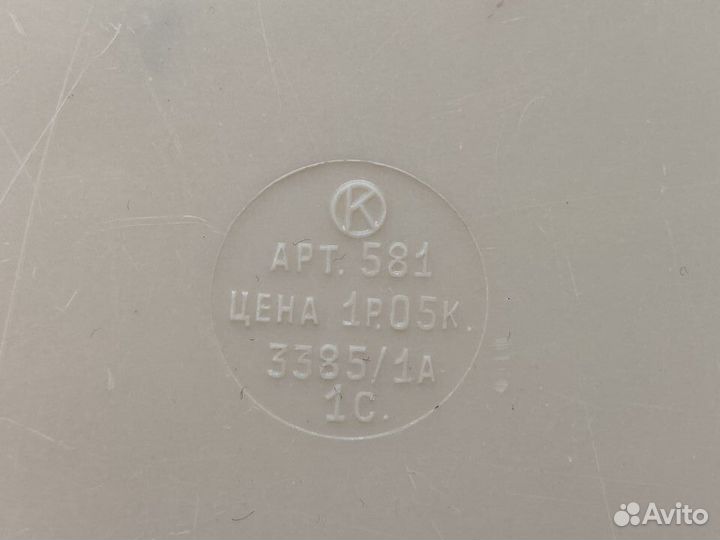 K
АРТ. 581
ЦЕНА 1Р.05К.
3385/1А
1С.
Avito